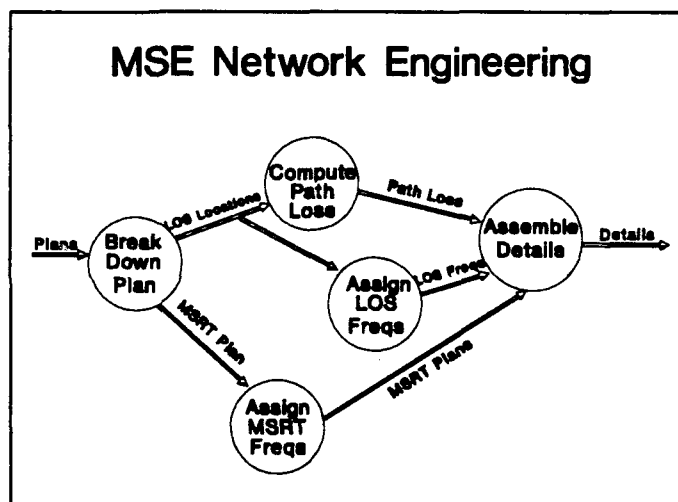 MSE Network Engineering
Compute
Path
Loss
Path Loss
LOS Locations
Assemble
Details
Details
Plans
Break
Down
Plan
Assign
LOS
Freqs
LOS Freqs
MSRT Plan
MSRT Plans
Assign
MSRT
Freqs